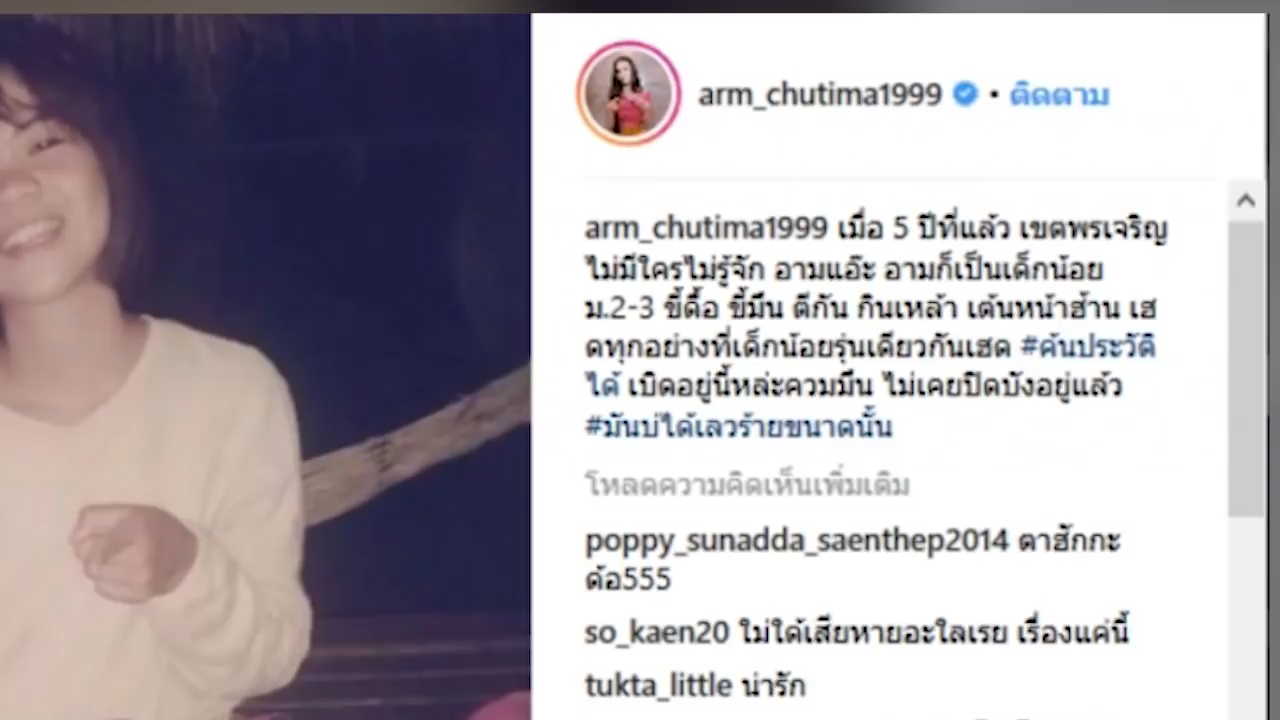 arm_chutima1999 • ติดตาม
arm_chutima1999 เมื่อ 5 ปีที่แล้ว เขตพรเจริญ
ไม่มีใครไม่รู้จัก อามแอ๊ะ อามก็เป็นเด็กน้อย
ม.2-3 ขี้ดื้อ ขี้มึน ตีกัน กินเหล้า เต้นหน้าฮ้าน เฮ
ดทุกอย่างที่เด็กน้อยรุ่นเดียวกันเฮด #ค้นประวัติ
ได้ เบิดอยู่นี้หล่ะควมมึน ไม่เคยปิดบังอยู่แล้ว
#มันบ่ได้เลวร้ายขนาดนั้น
โหลดความคิดเห็นเพิ่มเติม
poppy_sunadda_saenthep2014 ตาฮักกะ
ด้อ555
so_kaen20 ไม่ได้เสียหายอะไลเรย เรื่องแค่นี้
tukta_little น่ารัก